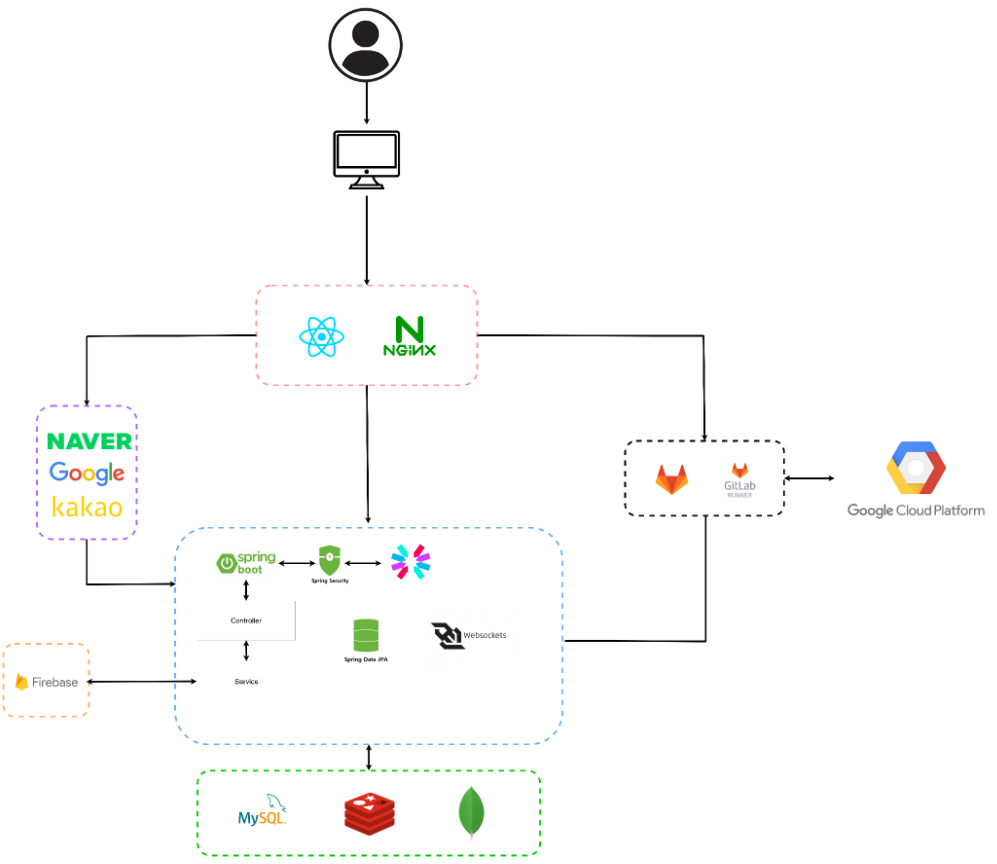 NGiNX
NAVER
Google
kakao
GitLab
RUNNER
Google Cloud Platform
spring
boot
Spring Security
Controller
Websockets
Spring Data JPA
Service
Firebase
MySQL